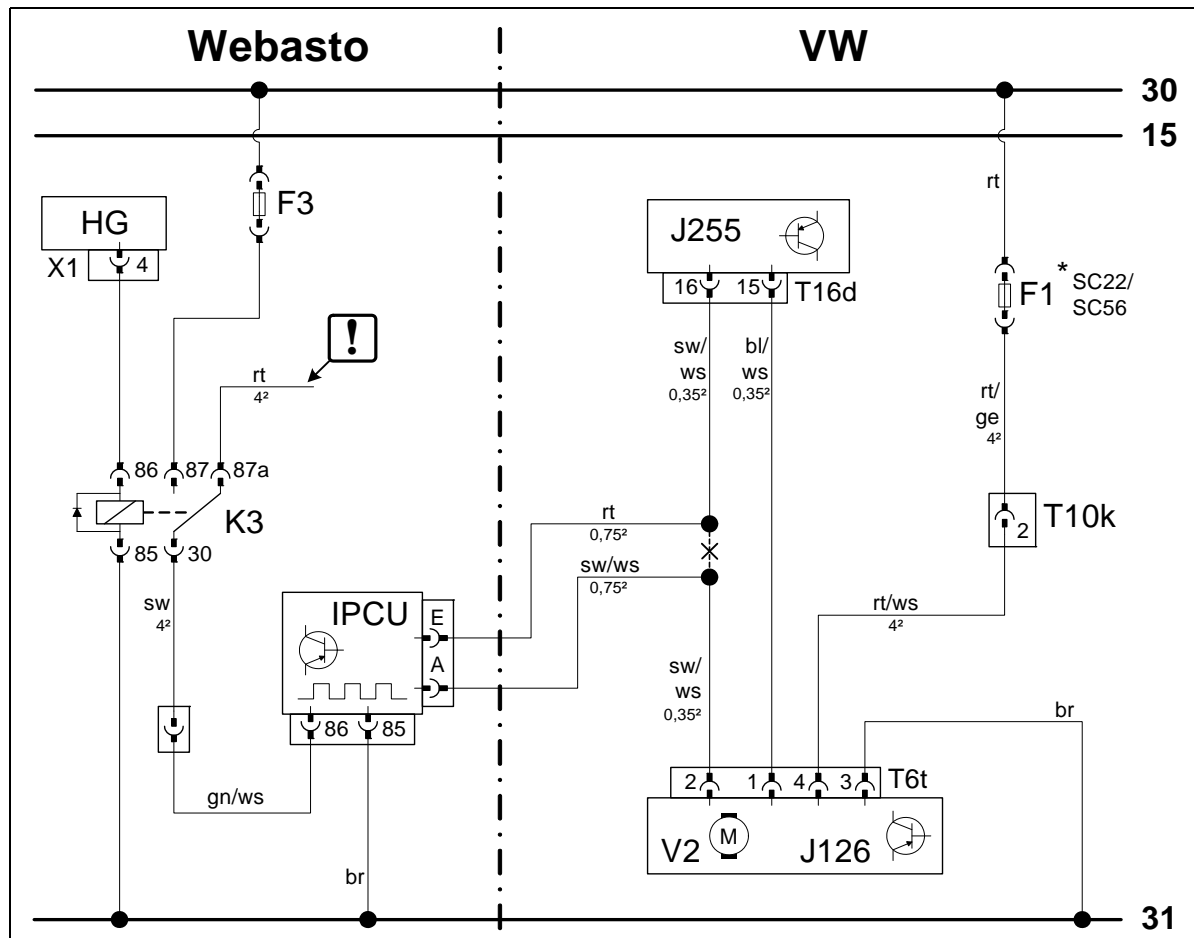 Webasto
VW
30
15
rt
F3
HG
X1
4
J255
16
15
T16d
F1
*
SC22/
SC56
!
rt
4²
sw/
ws
0,35²
bl/
ws
0,35²
rt/
ge
4²
86
87
87a
K3
85
30
T10k
2
rt
0,75²
sw/ws
0,75²
sw
4²
IPCU
E
A
86
85
rt/ws
4²
sw/
ws
0,35²
br
gn/ws
2
1
4
3
T6t
V2
M
J126
br
31